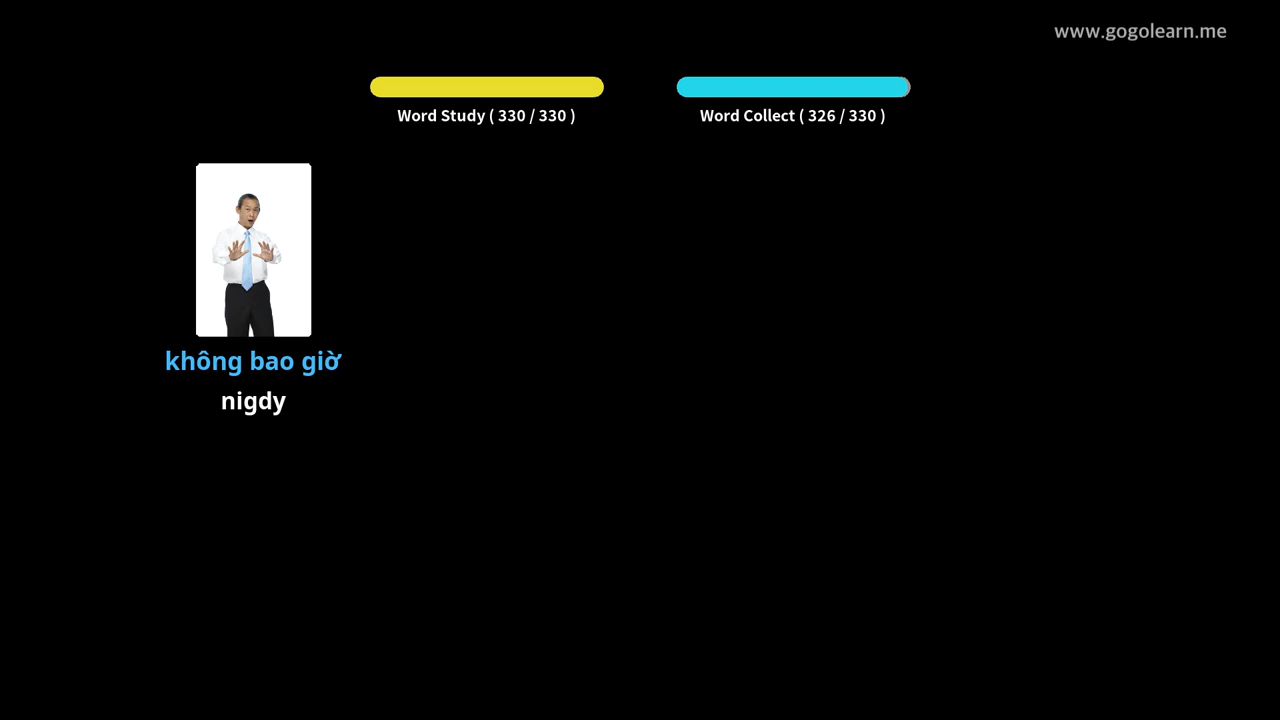 www.gogolearn.me
Word Study ( 330 / 330 )
Word Collect ( 326 / 330 )
không bao giờ
nigdy